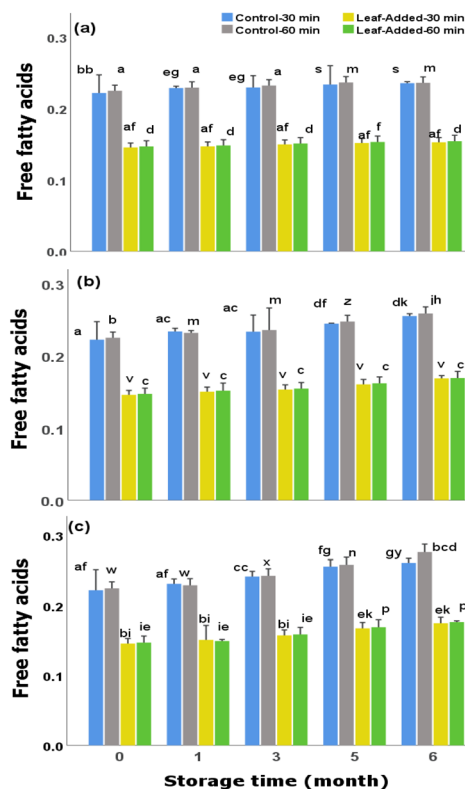 Control-30 min Leaf-Added-30 min
Control-60 min Leaf-Added-60 min
(a)
Free fatty acids
0.3
0.2
0.1
0.0
bb a af d
eg a af d
eg a af d
s m af f
s m af d
(b)
Free fatty acids
0.3
0.2
0.1
0.0
a b v c
ac m v c
ac m v c
df z v c
dk jh v c
(c)
Free fatty acids
0.3
0.2
0.1
0.0
af w bi ie
af w bi ie
cc x bi ie
fg n ek p
gy bcd ek p
0 1 3 5 6
Storage time (month)